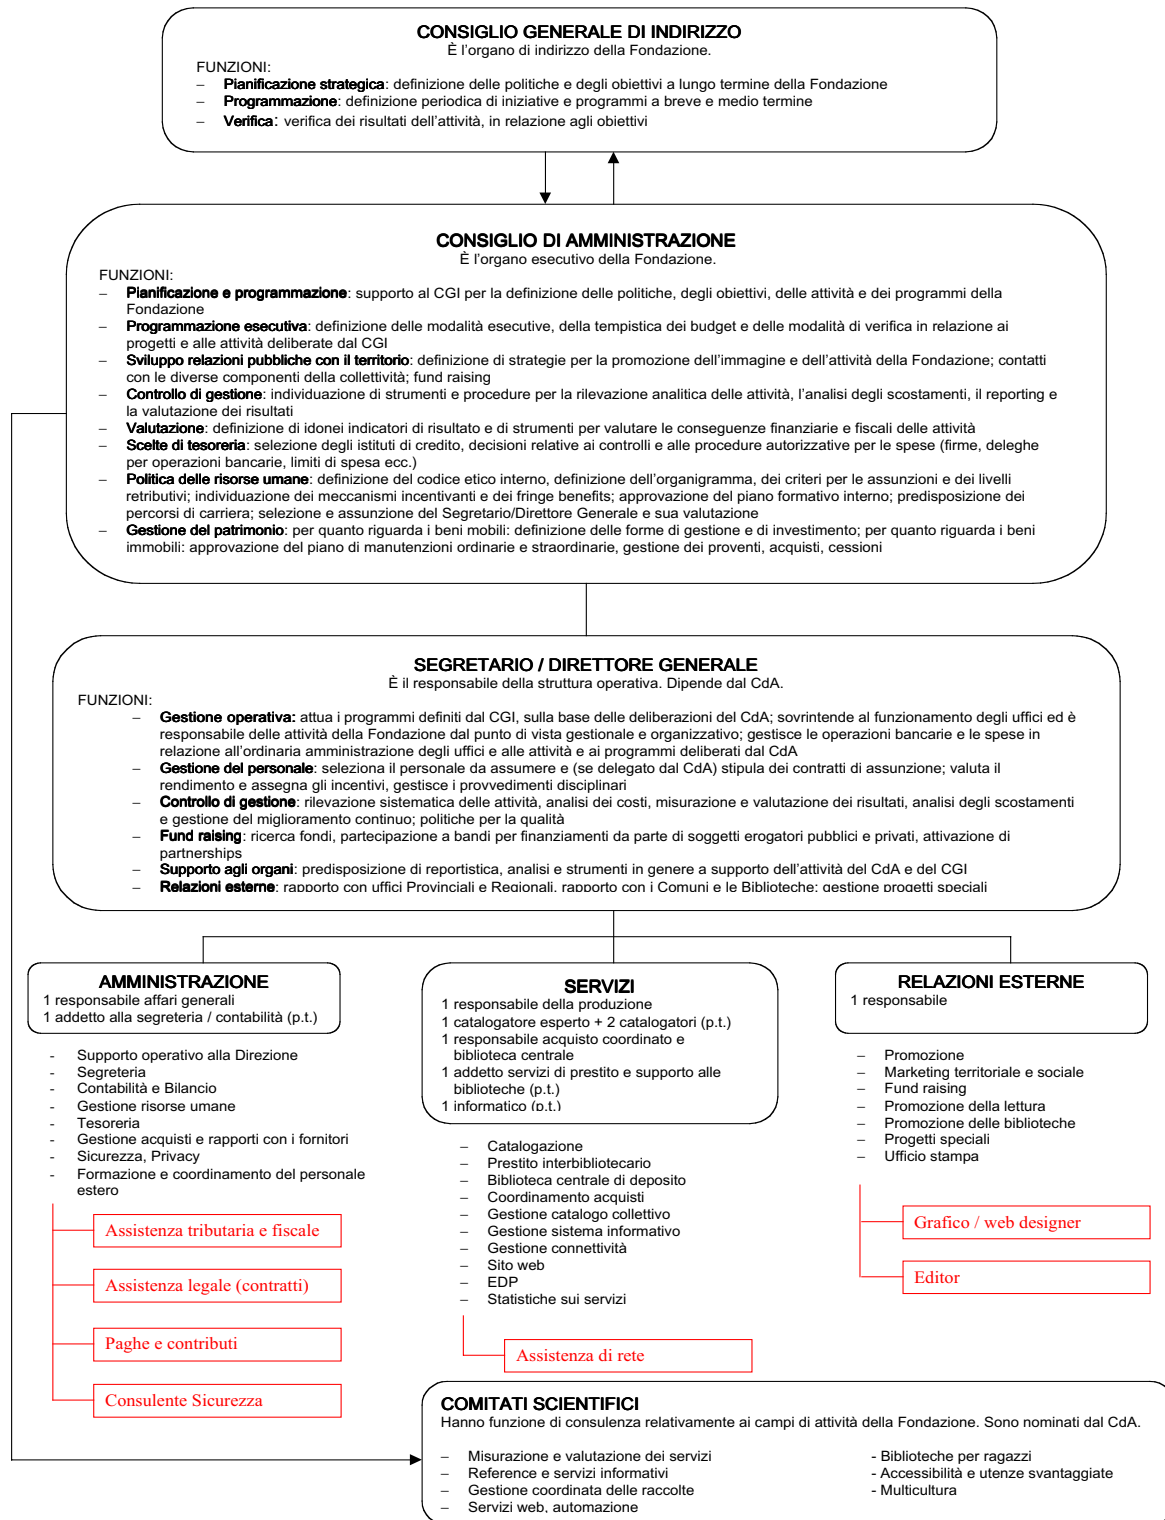 CONSIGLIO GENERALE DI INDIRIZZO
È l'organo di indirizzo della Fondazione.
FUNZIONI:
– Pianificazione strategica: definizione delle politiche e degli obiettivi a lungo termine della Fondazione
– Programmazione: definizione periodica di iniziative e programmi a breve e medio termine
– Verifica: verifica dei risultati dell'attività, in relazione agli obiettivi
CONSIGLIO DI AMMINISTRAZIONE
È l'organo esecutivo della Fondazione.
FUNZIONI:
– Pianificazione e programmazione: supporto al CGI per la definizione delle politiche, degli obiettivi, delle attività e dei programmi della
Fondazione
– Programmazione esecutiva: definizione delle modalità esecutive, della tempistica dei budget e delle modalità di verifica in relazione ai
progetti e alle attività deliberate dal CGI
– Sviluppo relazioni pubbliche con il territorio: definizione di strategie per la promozione dell'immagine e dell'attività della Fondazione; contatti
con le diverse componenti della collettività; fund raising
– Controllo di gestione: individuazione di strumenti e procedure per la rilevazione analitica delle attività, l'analisi degli scostamenti, il reporting e
la valutazione dei risultati
– Valutazione: definizione di idonei indicatori di risultato e di strumenti per valutare le conseguenze finanziarie e fiscali delle attività
– Scelte di tesoreria: selezione degli istituti di credito, decisioni relative ai controlli e alle procedure autorizzative per le spese (firme, deleghe
per operazioni bancarie, limiti di spesa ecc.)
– Politica delle risorse umane: definizione del codice etico interno, definizione dell'organigramma, dei criteri per le assunzioni e dei livelli
retributivi; individuazione dei meccanismi incentivanti e dei fringe benefits; approvazione del piano formativo interno; predisposizione dei
percorsi di carriera; selezione e assunzione del Segretario/Direttore Generale e sua valutazione
– Gestione del patrimonio: per quanto riguarda i beni mobili: definizione delle forme di gestione e di investimento; per quanto riguarda i beni
immobili: approvazione del piano di manutenzioni ordinarie e straordinarie, gestione dei proventi, acquisti, cessioni
SEGRETARIO / DIRETTORE GENERALE
È il responsabile della struttura operativa. Dipende dal CdA.
FUNZIONI:
– Gestione operativa: attua i programmi definiti dal CGI, sulla base delle deliberazioni del CdA; sovrintende al funzionamento degli uffici ed è
responsabile delle attività della Fondazione dal punto di vista gestionale e organizzativo; gestisce le operazioni bancarie e le spese in
relazione all'ordinaria amministrazione degli uffici e alle attività e ai programmi deliberati dal CdA
– Gestione del personale: seleziona il personale da assumere e (se delegato dal CdA) stipula dei contratti di assunzione; valuta il
rendimento e assegna gli incentivi, gestisce i provvedimenti disciplinari
– Controllo di gestione: rilevazione sistematica delle attività, analisi dei costi, misurazione e valutazione dei risultati, analisi degli scostamenti
e gestione del miglioramento continuo; politiche per la qualità
– Fund raising: ricerca fondi, partecipazione a bandi per finanziamenti da parte di soggetti erogatori pubblici e privati, attivazione di
partnerships
– Supporto agli organi: predisposizione di reportistica, analisi e strumenti in genere a supporto dell'attività del CdA e del CGI
– Relazioni esterne: rapporto con uffici Provinciali e Regionali, rapporto con i Comuni e le Biblioteche; gestione progetti speciali
AMMINISTRAZIONE
1 responsabile affari generali
1 addetto alla segreteria / contabilità (p.t.)
- Supporto operativo alla Direzione
- Segreteria
- Contabilità e Bilancio
- Gestione risorse umane
- Tesoreria
- Gestione acquisti e rapporti con i fornitori
- Sicurezza, Privacy
- Formazione e coordinamento del personale
estero
Assistenza tributaria e fiscale
Assistenza legale (contratti)
Paghe e contributi
Consulente Sicurezza
SERVIZI
1 responsabile della produzione
1 catalogatore esperto + 2 catalogatori (p.t.)
1 responsabile acquisto coordinato e
biblioteca centrale
1 addetto servizi di prestito e supporto alle
biblioteche (p.t.)
1 informatico (p.t.)
– Catalogazione
– Prestito interbibliotecario
– Biblioteca centrale di deposito
– Coordinamento acquisti
– Gestione catalogo collettivo
– Gestione sistema informativo
– Gestione connettività
– Sito web
– EDP
– Statistiche sui servizi
Assistenza di rete
RELAZIONI ESTERNE
1 responsabile
– Promozione
– Marketing territoriale e sociale
– Fund raising
– Promozione della lettura
– Promozione delle biblioteche
– Progetti speciali
– Ufficio stampa
Grafico / web designer
Editor
COMITATI SCIENTIFICI
Hanno funzione di consulenza relativamente ai campi di attività della Fondazione. Sono nominati dal CdA.
– Misurazione e valutazione dei servizi
– Reference e servizi informativi
– Gestione coordinata delle raccolte
– Servizi web, automazione
- Biblioteche per ragazzi
- Accessibilità e utenze svantaggiate
- Multicultura